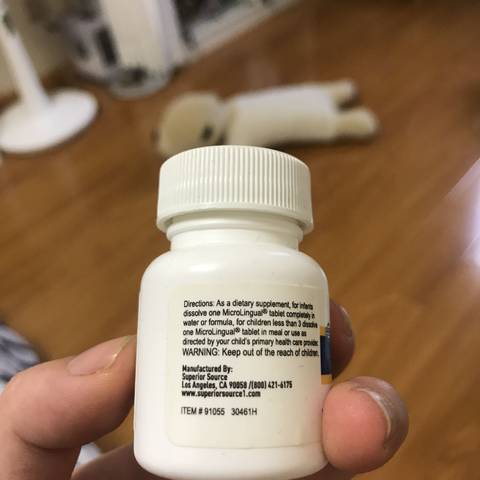 Directions: As a dietary supplement, for infants
dissolve one MicroLingual® tablet completely in
water or formula, for children less than 3 dissolve
one MicroLingual® tablet in meal or use as
directed by your child's primary health care provider.
WARNING: Keep out of the reach of children.
Manufactured By:
Superior Source
Los Angeles, CA 90058 /(800) 421-6175
www.superiorsource1.com
ITEM # 91055 30461H